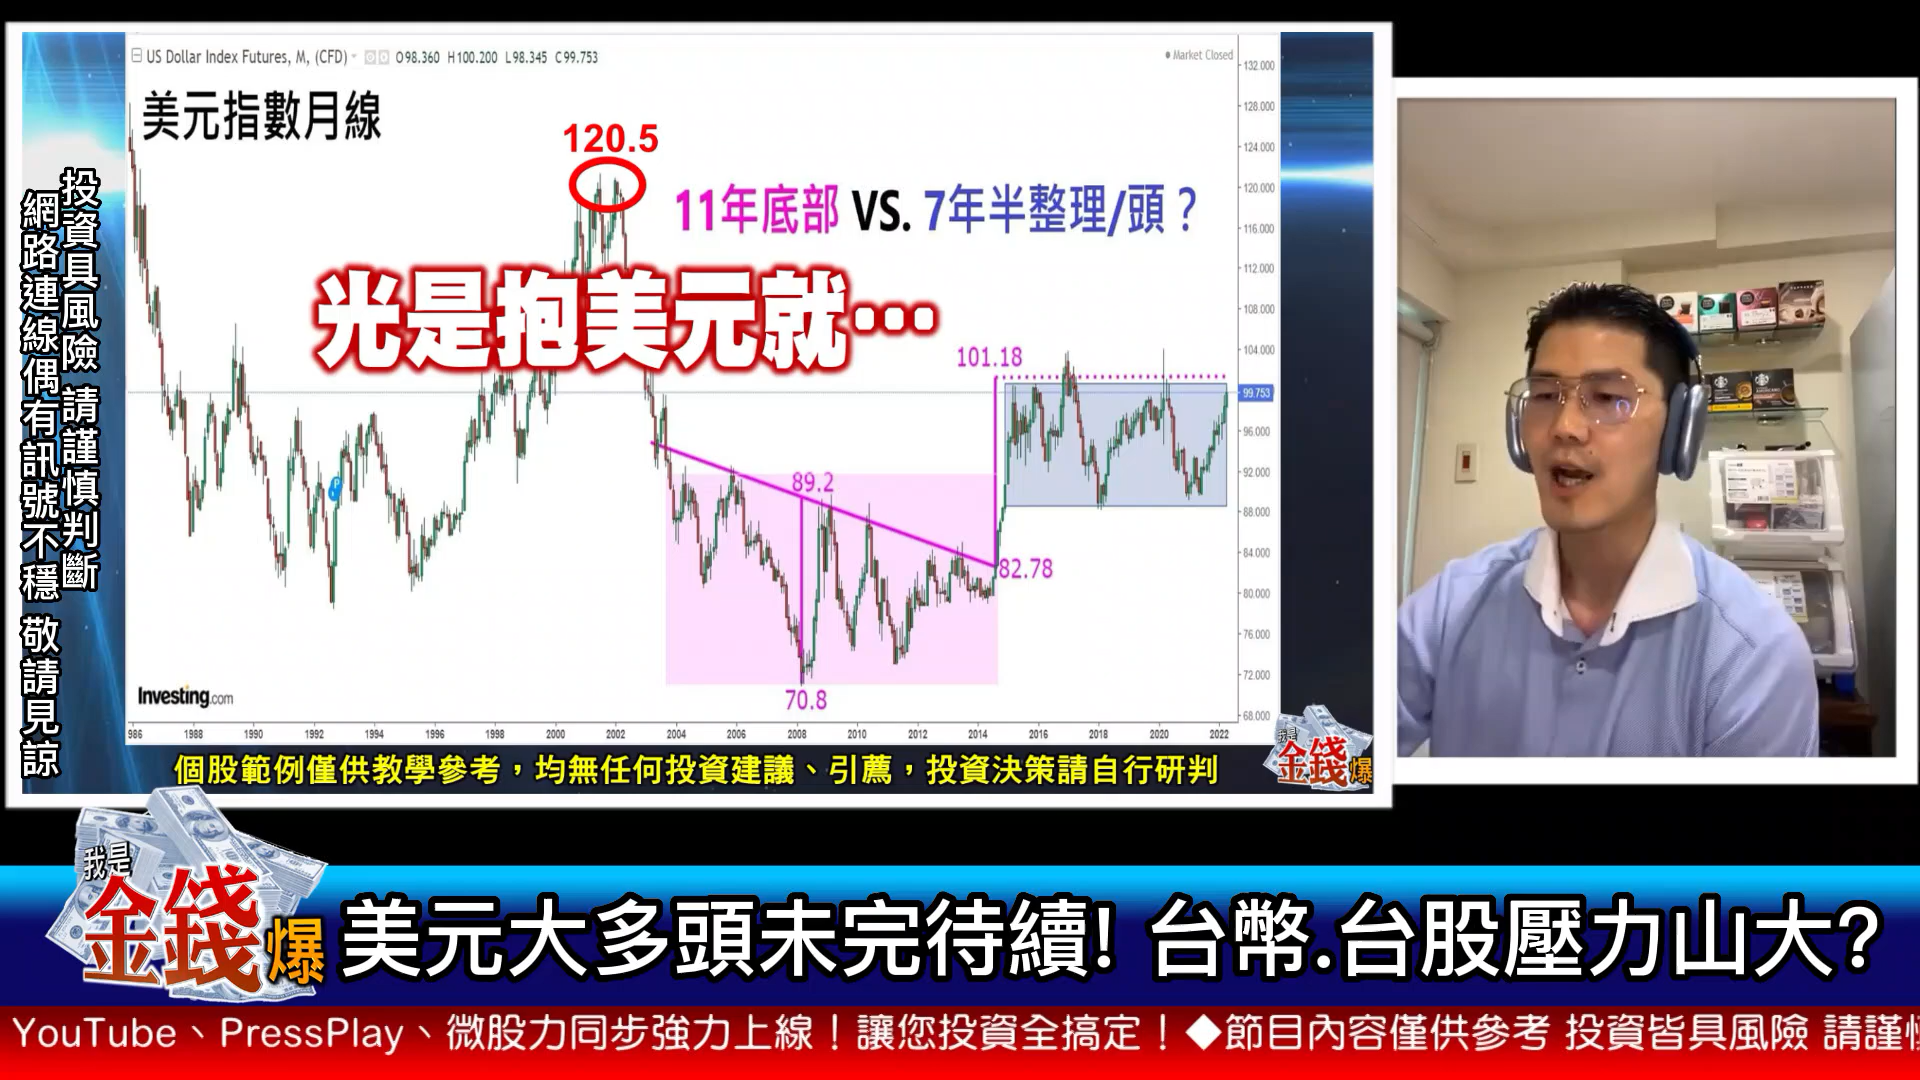 US Dollar Index Futures, M, (CFD) O98.360 H100.200 L98.345 C99.753
Market Closed
美元指數月線
120.5
11年底部 VS. 7年半整理/頭？
光是抱美元就…
101.18
89.2
82.78
70.8
132.000
128.000
124.000
120.000
116.000
112.000
108.000
104.000
99.753
96.000
92.000
88.000
84.000
80.000
76.000
72.000
68.000
Investing.com
986 1988 1990 1992 1994 1996 1998 2000 2002 2004 2006 2008 2010 2012 2014 2016 2018 2020 2022
投資具風險 請謹慎判斷
網路連線偶有訊號不穩 敬請見諒
個股範例僅供教學參考，均無任何投資建議、引薦，投資決策請自行研判
我是
金錢爆
我是
金錢爆
美元大多頭未完待續! 台幣.台股壓力山大?
YouTube、PressPlay、微股力同步強力上線！讓您投資全搞定！◆節目內容僅供參考 投資皆具風險 請謹